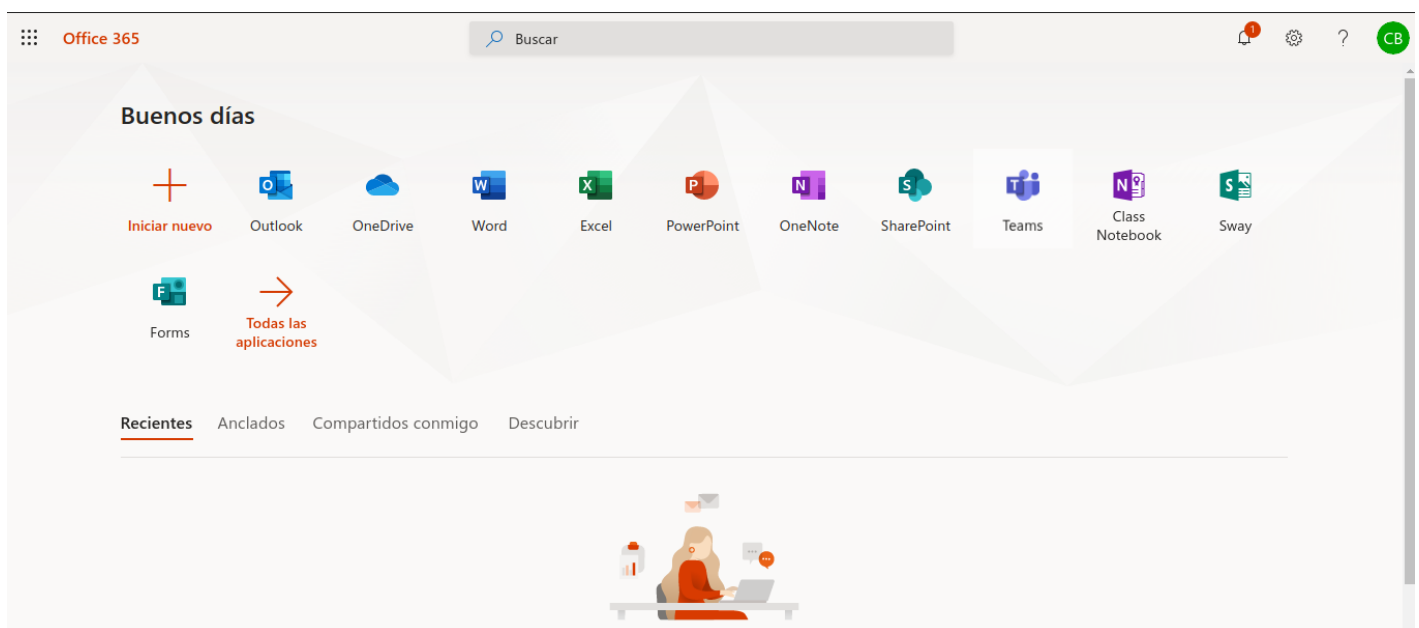 Office 365
Buscar
1
?
CB
Buenos días
Iniciar nuevo
Outlook
OneDrive
Word
Excel
PowerPoint
OneNote
SharePoint
Teams
Class
Notebook
Sway
Forms
Todas las
aplicaciones
Recientes
Anclados
Compartidos conmigo
Descubrir